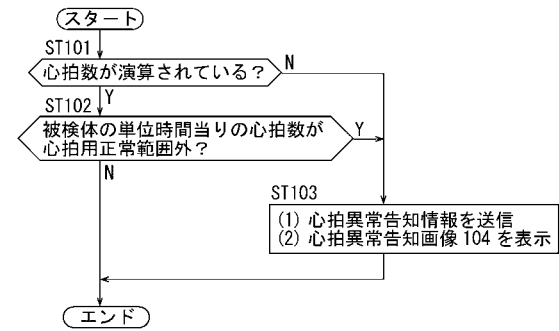 スタート
ST101
心拍数が演算されている?
N
Y
ST102
被検体の単位時間当りの心拍数が
心拍用正常範囲外?
Y
N
ST103
(1) 心拍異常告知情報を送信
(2) 心拍異常告知画像104を表示
エンド